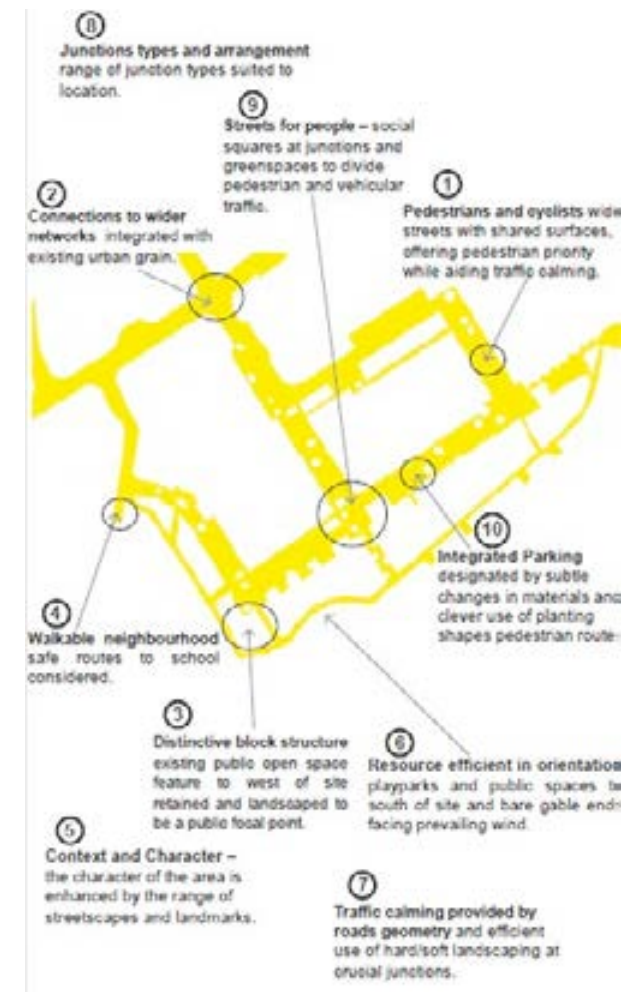 8
Junctions types and arrangement
range of junction types suited to
location.
9
Streets for people – social
squares at junctions and
greenspaces to divide
pedestrian and vehicular
traffic.
2
Connections to wider
networks integrated with
existing urban grain.
1
Pedestrians and cyclists wide
streets with shared surfaces,
offering pedestrian priority
while aiding traffic calming.
10
Integrated Parking
designated by subtle
changes in materials and
clever use of planting
shapes pedestrian route
4
Walkable neighbourhood
safe routes to school
considered.
3
Distinctive block structure
existing public open space
feature to west of site
retained and landscaped to
be a public focal point.
6
Resource efficient in orientation
playparks and public spaces
south of site and bare gable
facing prevailing wind.
5
Context and Character –
the character of the area is
enhanced by the range of
streetscapes and landmarks.
7
Traffic calming provided by
roads geometry and efficient
use of hard/soft landscaping at
crucial junctions.